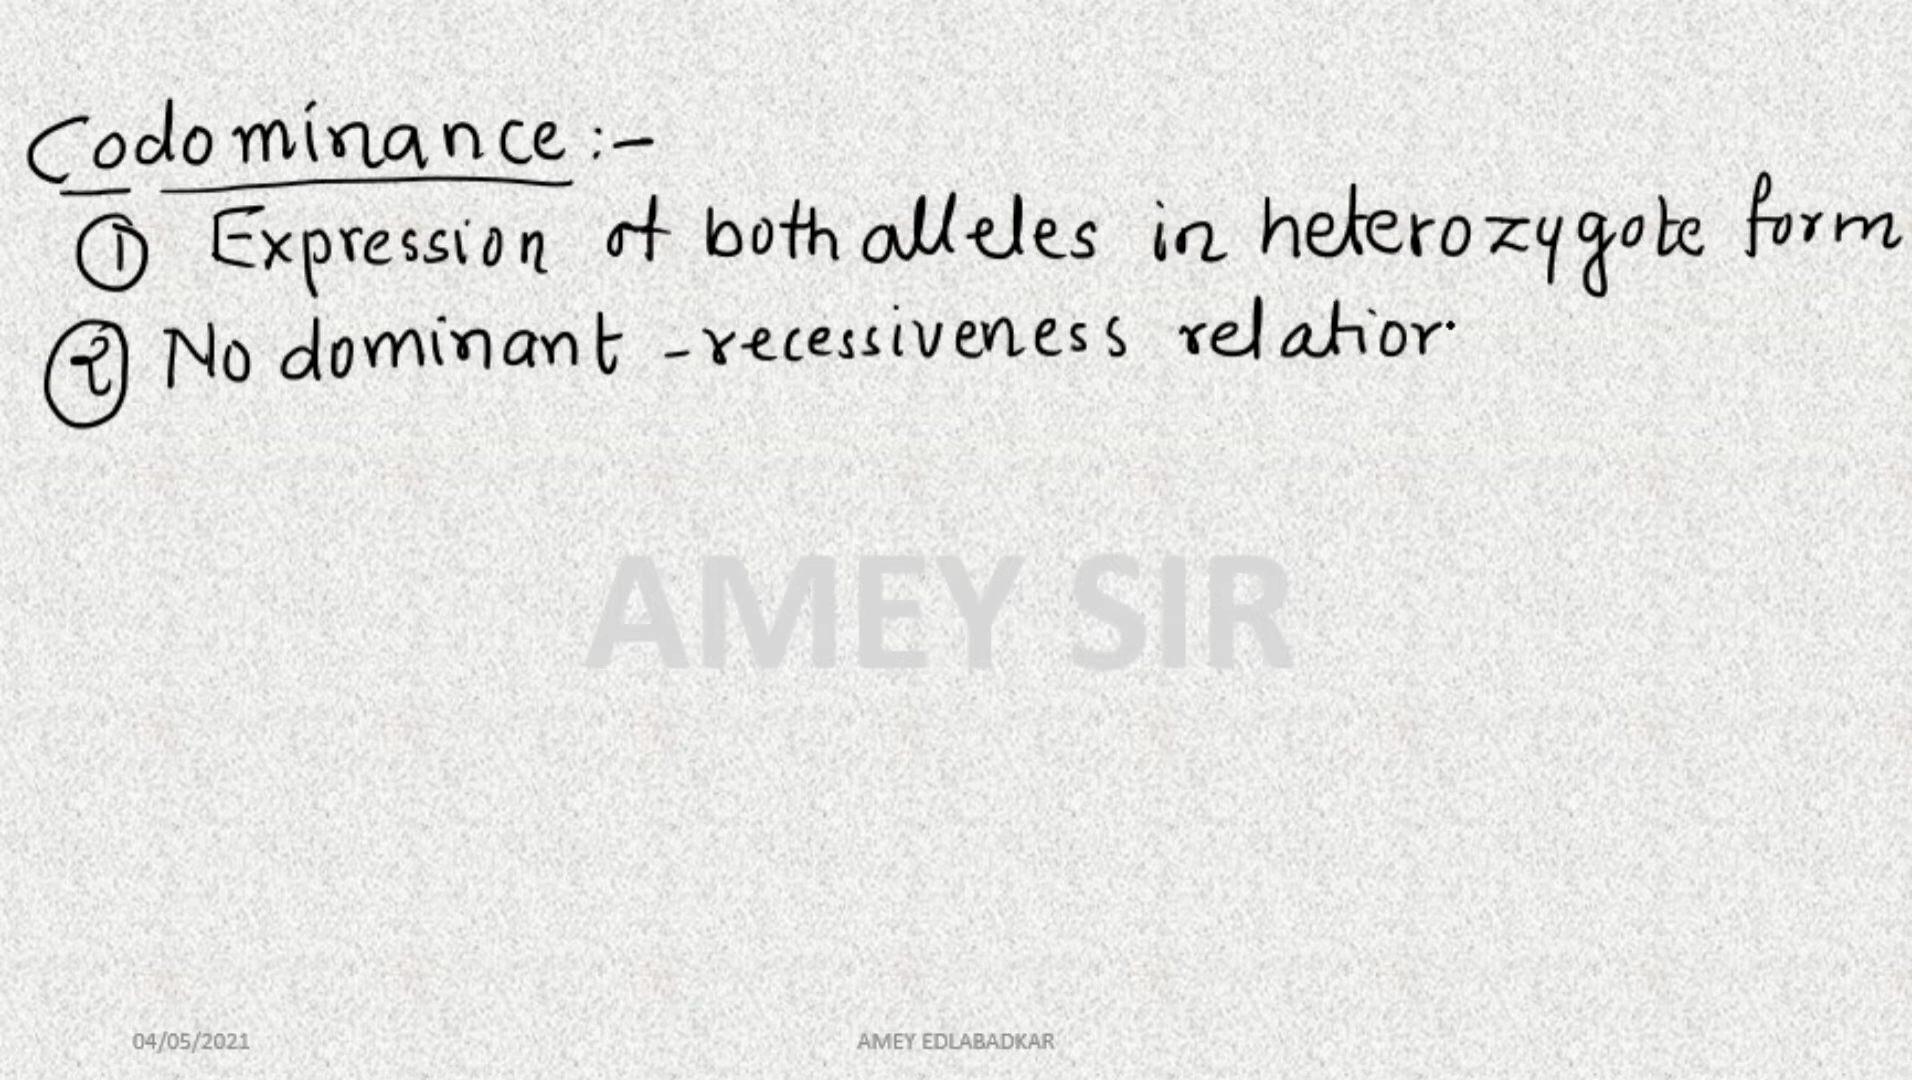 Codominance :-
① Expression of both alleles in heterozygote form
② No dominant - recessiveness relation
AMEY SIR
04/05/2021 AMEY EDLABADKAR